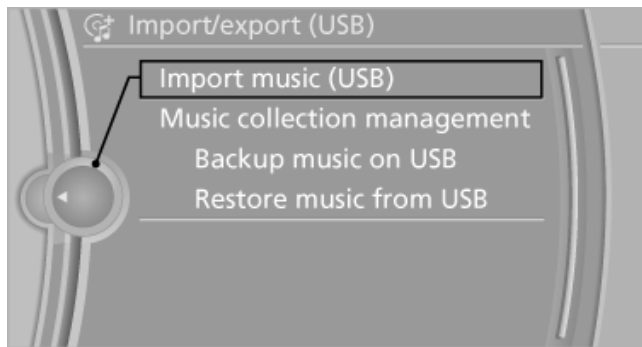 Import/export (USB)
Import music (USB)
Music collection management
Backup music on USB
Restore music from USB